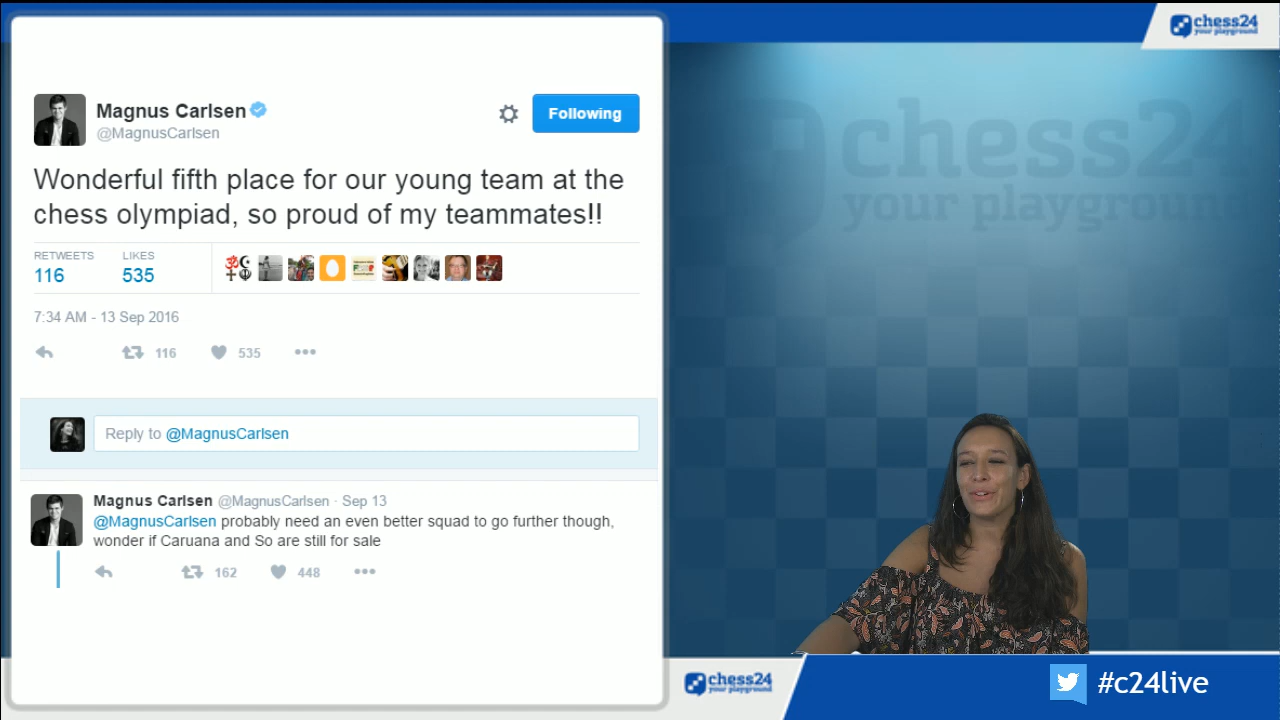 chess24
your playground
Magnus Carlsen
@MagnusCarlsen
Following
Wonderful fifth place for our young team at the
chess olympiad, so proud of my teammates!!
RETWEETS
116
LIKES
535
7:34 AM - 13 Sep 2016
116
535
Reply to @MagnusCarlsen
Magnus Carlsen @MagnusCarlsen · Sep 13
@MagnusCarlsen probably need an even better squad to go further though,
wonder if Caruana and So are still for sale
162
448
chess24
your playground
chess24
your playground
#c24live